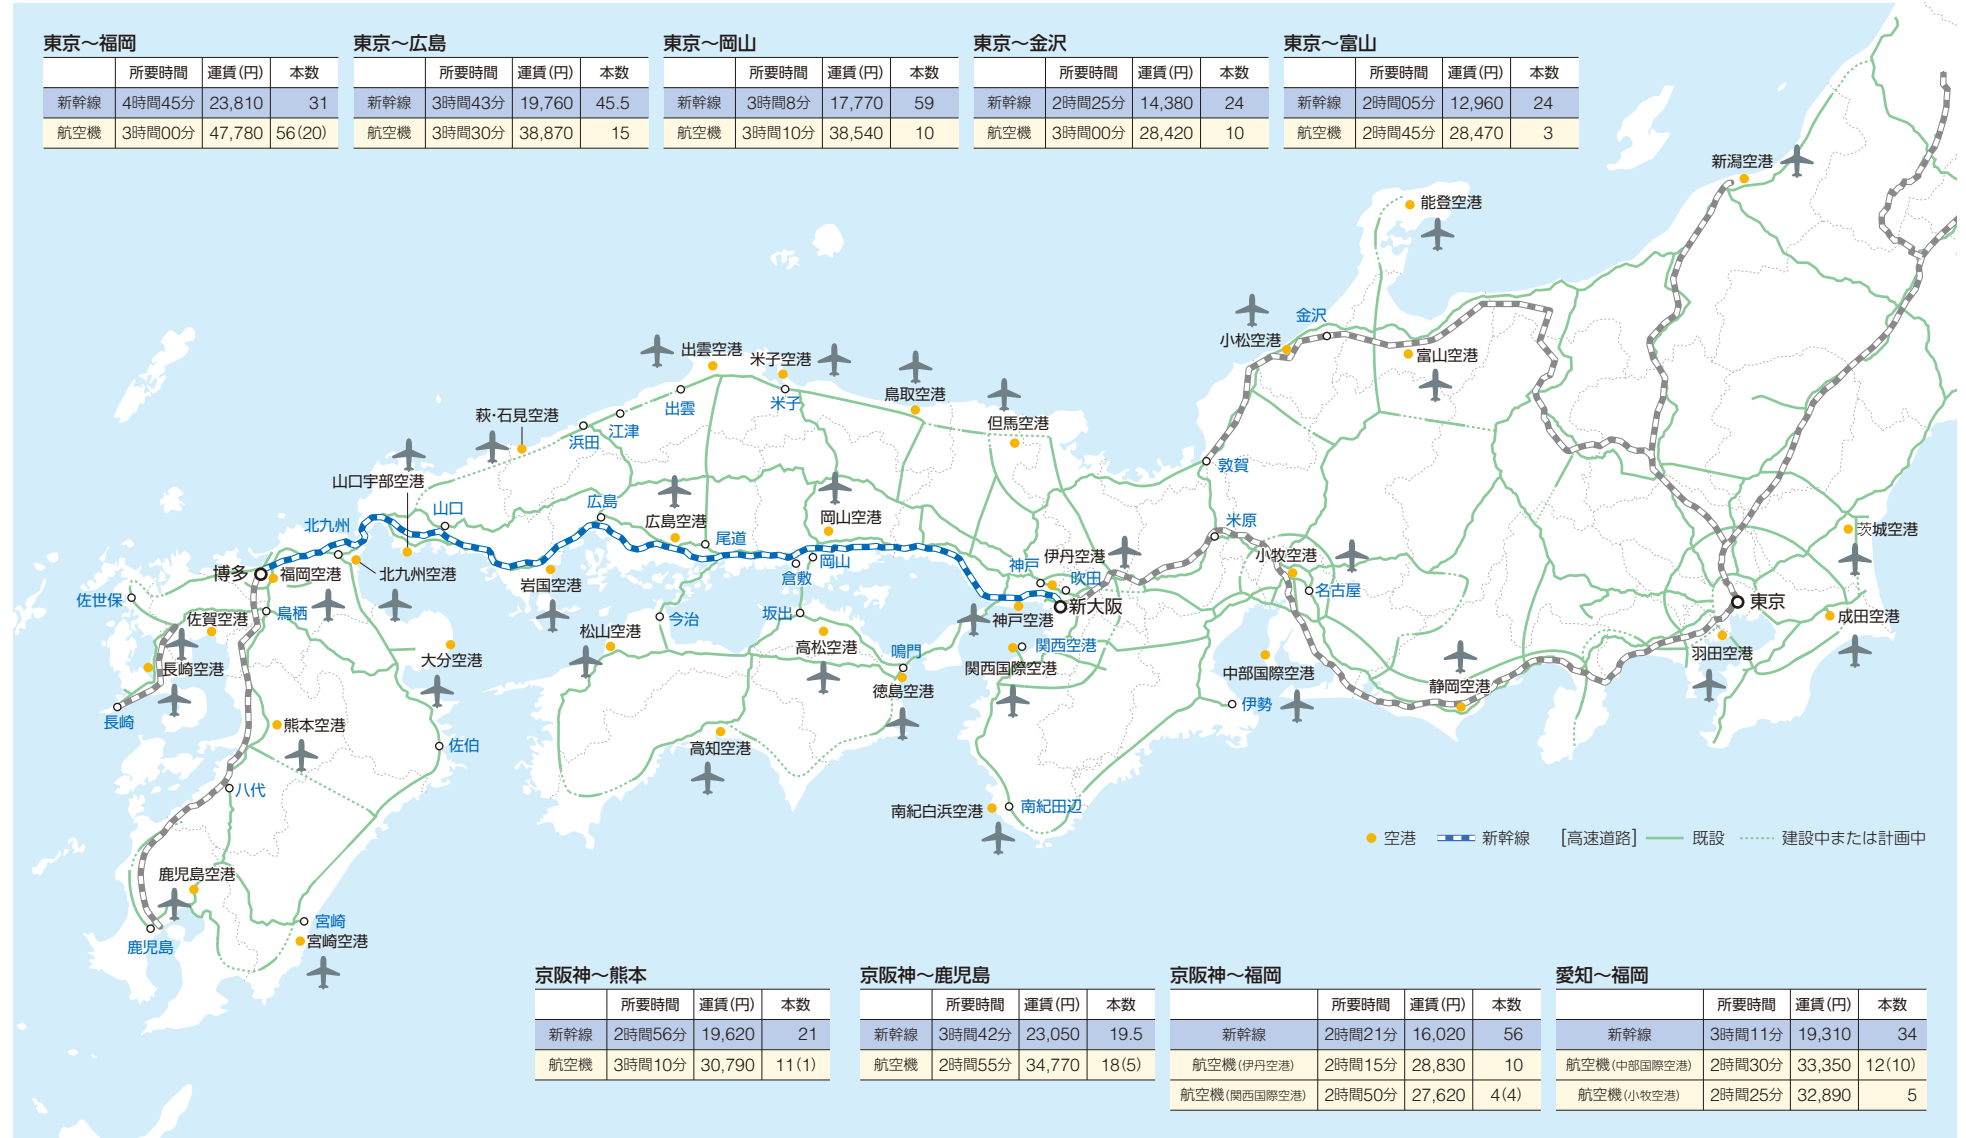 東京〜福岡
所要時間 運賃(円) 本数
新幹線 4時間45分 23,810 31
航空機 3時間00分 47,780 56(20)
東京〜広島
所要時間 運賃(円) 本数
新幹線 3時間43分 19,760 45.5
航空機 3時間30分 38,870 15
東京〜岡山
所要時間 運賃(円) 本数
新幹線 3時間8分 17,770 59
航空機 3時間10分 38,540 10
東京〜金沢
所要時間 運賃(円) 本数
新幹線 2時間25分 14,380 24
航空機 3時間00分 28,420 10
東京〜富山
所要時間 運賃(円) 本数
新幹線 2時間05分 12,960 24
航空機 2時間45分 28,470 3
新潟空港
能登空港
金沢
小松空港
富山空港
出雲空港
米子空港
鳥取空港
出雲
米子
萩・石見空港
江津
浜田
但馬空港
敦賀
山口宇部空港
広島
山口
北九州
広島空港
岡山空港
尾道
米原
茨城空港
博多
福岡空港
北九州空港
岩国空港
倉敷
岡山
神戸
伊丹空港
吹田
小牧空港
名古屋
新大阪
東京
佐世保
鳥栖
佐賀空港
松山空港
今治
坂出
高松空港
神戸空港
関西空港
関西国際空港
成田空港
羽田空港
長崎空港
大分空港
鳴門
徳島空港
中部国際空港
静岡空港
伊勢
長崎
熊本空港
佐伯
高知空港
八代
南紀白浜空港
南紀田辺
空港 新幹線 [高速道路] 既設 建設中または計画中
鹿児島空港
鹿児島
宮崎
宮崎空港
京阪神〜熊本
所要時間 運賃(円) 本数
新幹線 2時間56分 19,620 21
航空機 3時間10分 30,790 11(1)
京阪神〜鹿児島
所要時間 運賃(円) 本数
新幹線 3時間42分 23,050 19.5
航空機 2時間55分 34,770 18(5)
京阪神〜福岡
所要時間 運賃(円) 本数
新幹線 2時間21分 16,020 56
航空機(伊丹空港) 2時間15分 28,830 10
航空機(関西国際空港) 2時間50分 27,620 4(4)
愛知〜福岡
所要時間 運賃(円) 本数
新幹線 3時間11分 19,310 34
航空機(中部国際空港) 2時間30分 33,350 12(10)
航空機(小牧空港) 2時間25分 32,890 5